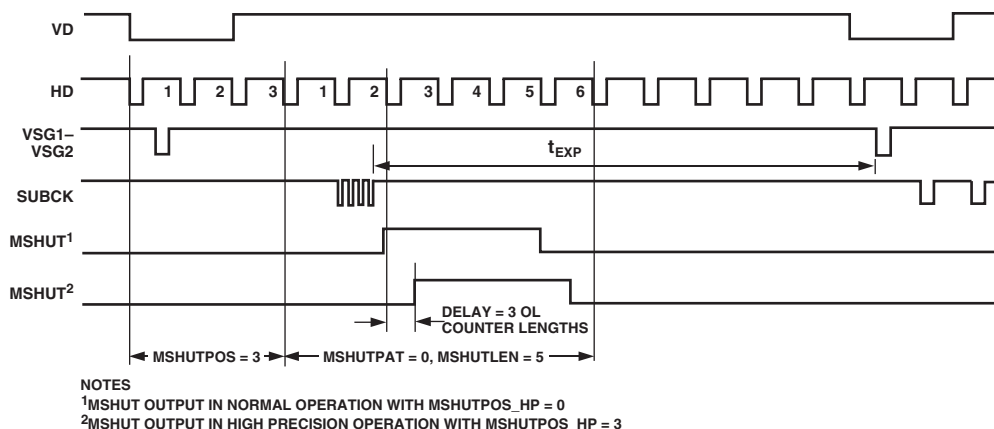 VD
HD
1 2 3 1 2 3 4 5 6
VSG1–
VSG2
tEXP
SUBCK
MSHUT1
MSHUT2
DELAY = 3 OL
COUNTER LENGTHS
MSHUTPOS = 3
MSHUTPAT = 0, MSHUTLEN = 5
NOTES
1MSHUT OUTPUT IN NORMAL OPERATION WITH MSHUTPOS_HP = 0
2MSHUT OUTPUT IN HIGH PRECISION OPERATION WITH MSHUTPOS_HP = 3